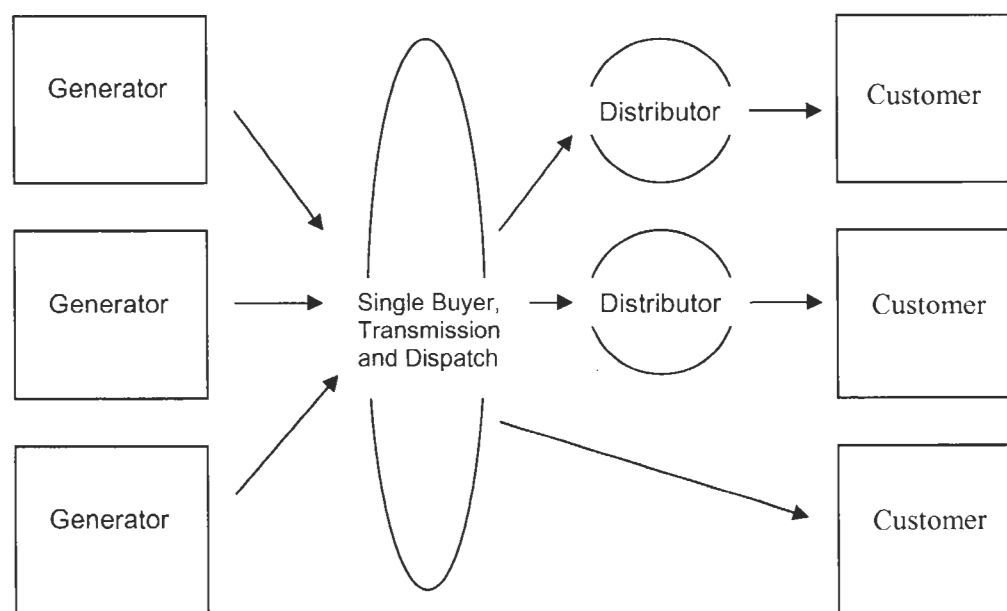 Generator
Distributor
Customer
Generator
Single Buyer,
Transmission
and Dispatch
Distributor
Customer
Generator
Customer